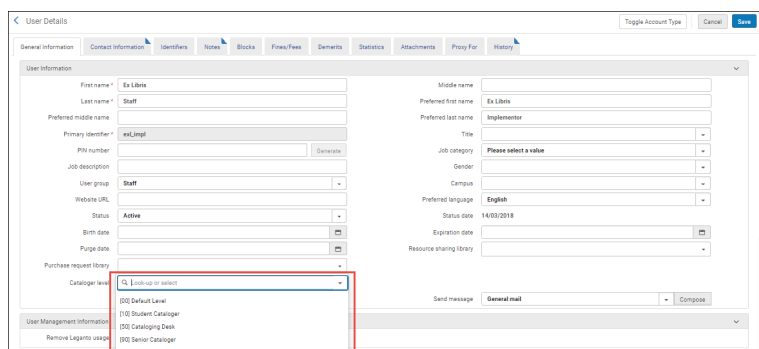 User Details
Toggle Account Type Cancel Save
General Information Contact Information Identifiers Notes Blocks Fines/Fees Demerits Statistics Attachments Proxy For History
User Information
First name * Ex Libris Middle name
Last name * Staff Preferred first name Ex Libris
Preferred middle name Preferred last name Implementor
Primary identifier * exl_impl Title
PIN number Generate Job category Please select a value
Job description Gender
User group Staff Campus
Website URL Preferred language English
Status Active Status date 14/03/2018
Birth date Expiration date
Purge date Resource sharing library
Purchase request library
Cataloger level Look-up or select
[00] Default Level Send message General mail Compose
[10] Student Cataloger
User Management Information [50] Cataloging Desk
Remove Leganto usage [90] Senior Cataloger